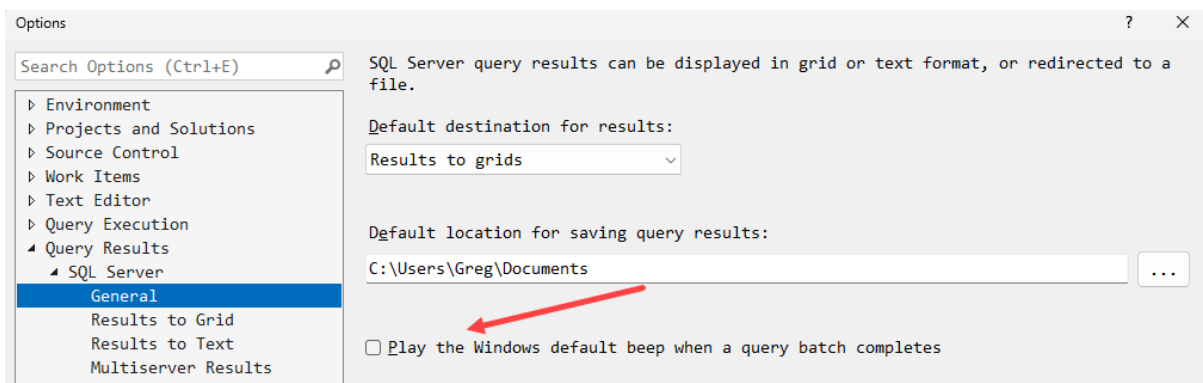 Options
?
×
Search Options (Ctrl+E)
SQL Server query results can be displayed in grid or text format, or redirected to a
file.
Environment
Projects and Solutions
Source Control
Work Items
Text Editor
Query Execution
Query Results
SQL Server
General
Results to Grid
Results to Text
Multiserver Results
Default destination for results:
Results to grids
Default location for saving query results:
C:\Users\Greg\Documents
...
Play the Windows default beep when a query batch completes